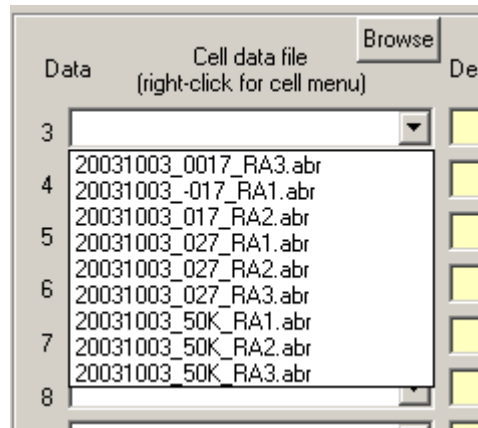 Browse
Data
Cell data file
(right-click for cell menu)
De
3
20031003_0017_RA3.abr
4
20031003_-017_RA1.abr
20031003_017_RA2.abr
5
20031003_027_RA1.abr
20031003_027_RA2.abr
6
20031003_027_RA3.abr
20031003_50K_RA1.abr
7
20031003_50K_RA2.abr
20031003_50K_RA3.abr
8